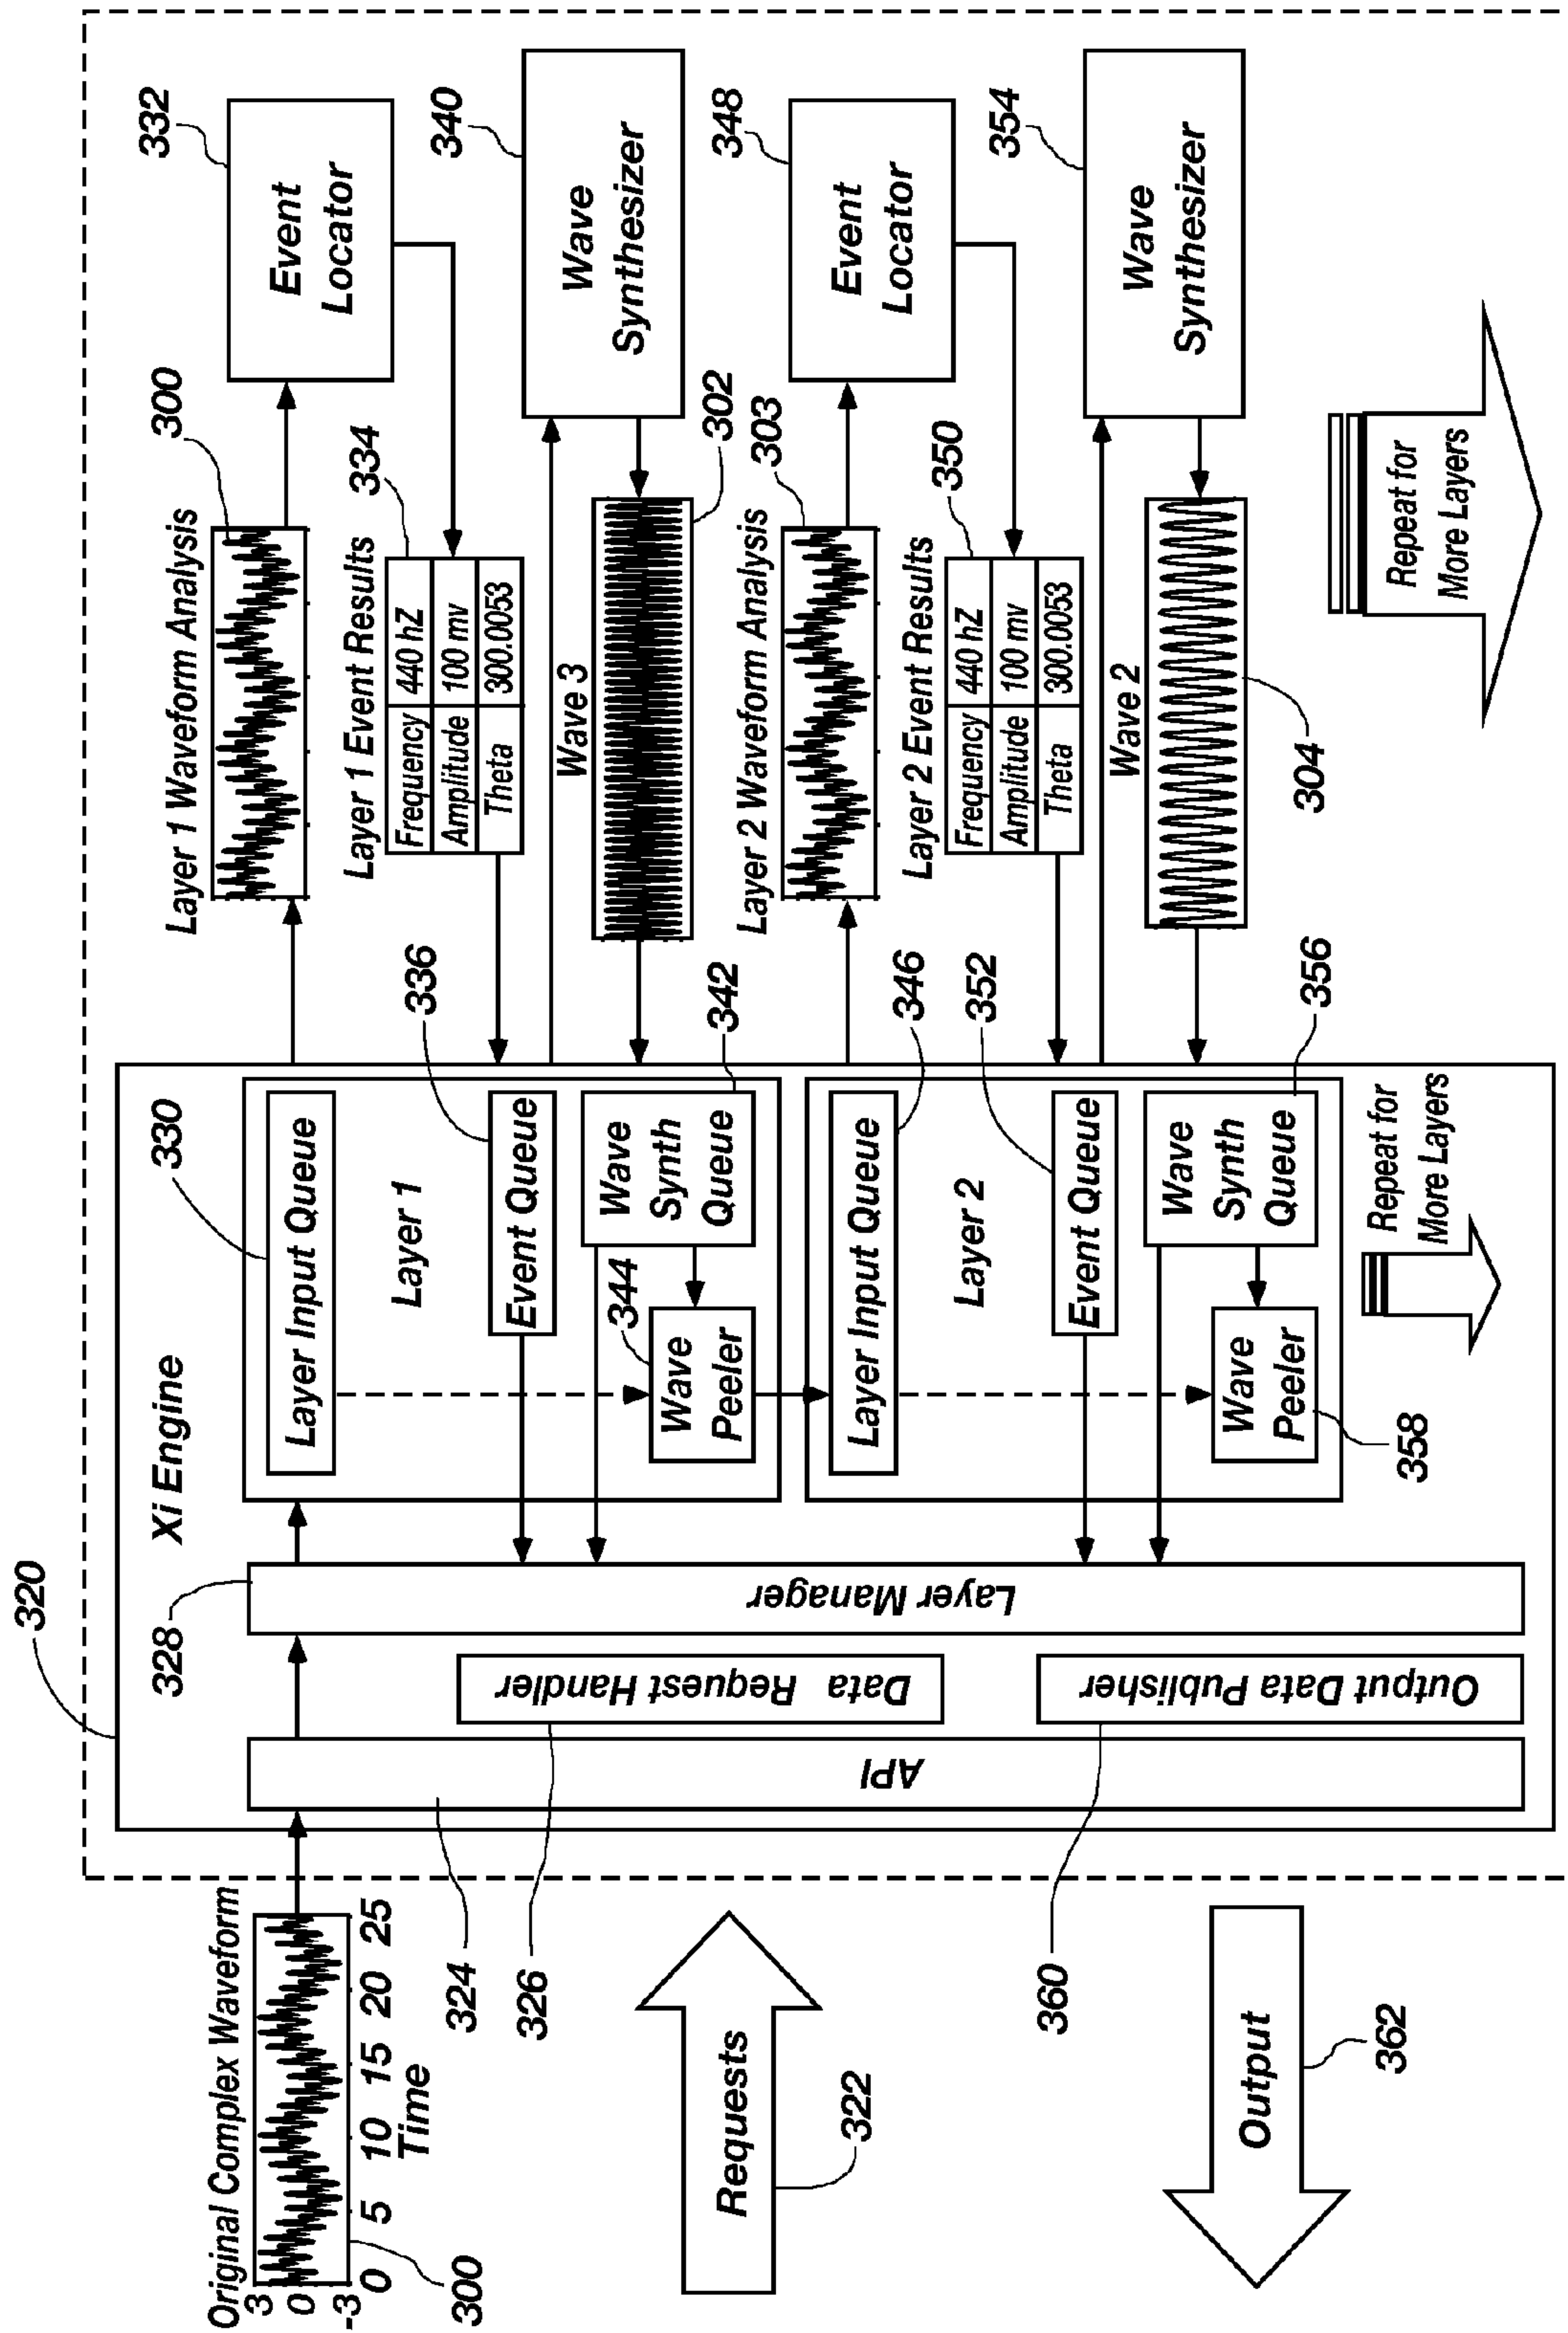 Original Complex Waveform
3
0
-3
0 5 10 15 20 25
Time
300
Requests
322
Output
362
320
Xi Engine
324
API
326
Data Request Handler
360
Output Data Publisher
328
Layer Manager
330
Layer Input Queue
Layer 1
336
Event Queue
342
Wave
Synth
Queue
344
Wave
Peeler
346
Layer Input Queue
Layer 2
352
Event Queue
356
Wave
Synth
Queue
Wave
Peeler
358
Repeat for
More Layers
Layer 1 Waveform Analysis
300
332
Event
Locator
Layer 1 Event Results
334
Frequency 440 hZ
Amplitude 100 mv
Theta 300.0053
340
Wave
Synthesizer
Wave 3
302
Layer 2 Waveform Analysis
303
348
Event
Locator
Layer 2 Event Results
350
Frequency 440 hZ
Amplitude 100 mv
Theta 300.0053
354
Wave
Synthesizer
Wave 2
304
Repeat for
More Layers